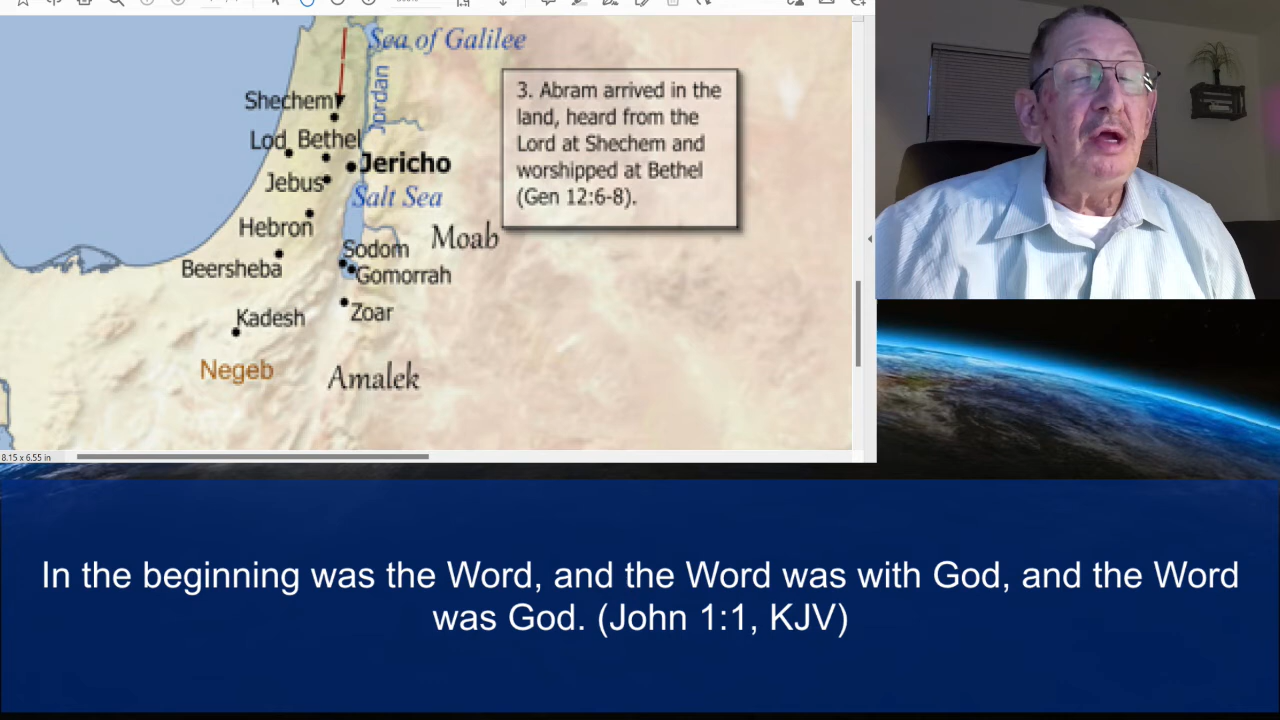 Sea of Galilee
Jordan
Shechem
Lod Bethel
Jericho
Jebus
Salt Sea
Hebron
Moab
Sodom
Beersheba
Gomorrah
Zoar
Kadesh
Negeb
Amalek
3. Abram arrived in the
land, heard from the
Lord at Shechem and
worshipped at Bethel
(Gen 12:6-8).
8.15 x 6.55 in
In the beginning was the Word, and the Word was with God, and the Word
was God. (John 1:1, KJV)